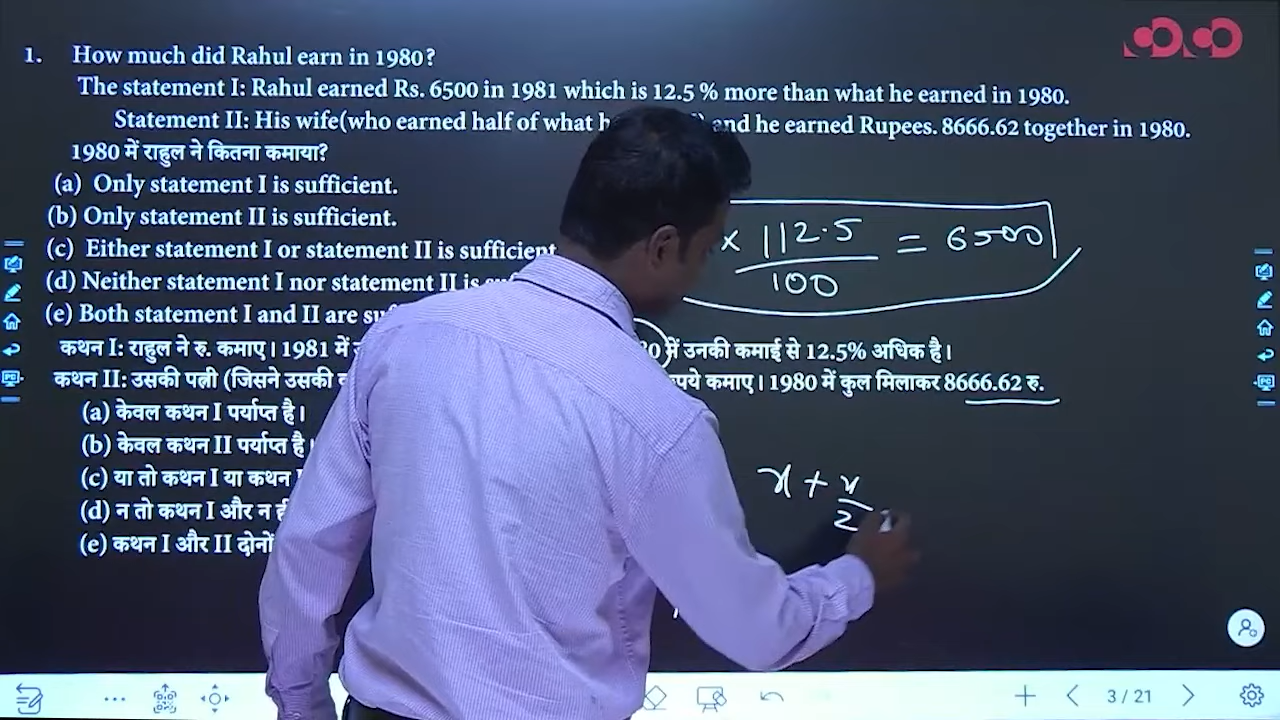 1. How much did Rahul earn in 1980?
The statement I: Rahul earned Rs. 6500 in 1981 which is 12.5 % more than what he earned in 1980.
Statement II: His wife(who earned half of what h and he earned Rupees. 8666.62 together in 1980.
1980 में राहुल ने कितना कमाया?
(a) Only statement I is sufficient.
(b) Only statement II is sufficient.
(c) Either statement I or statement II is sufficient
(d) Neither statement I nor statement II is
(e) Both statement I and II are su
× 112.5 / 100 = 6500
कथन I: राहुल ने रु. कमाए। 1981 में में उनकी कमाई से 12.5% अधिक है।
कथन II: उसकी पत्नी (जिसने उसकी पये कमाए। 1980 में कुल मिलाकर 8666.62 रु.
(a) केवल कथन I पर्याप्त है।
(b) केवल कथन II पर्याप्त है
(c) या तो कथन I या कथन
(d) न तो कथन I और न ही
(e) कथन I और II दोनों
x + x/2
3 / 21